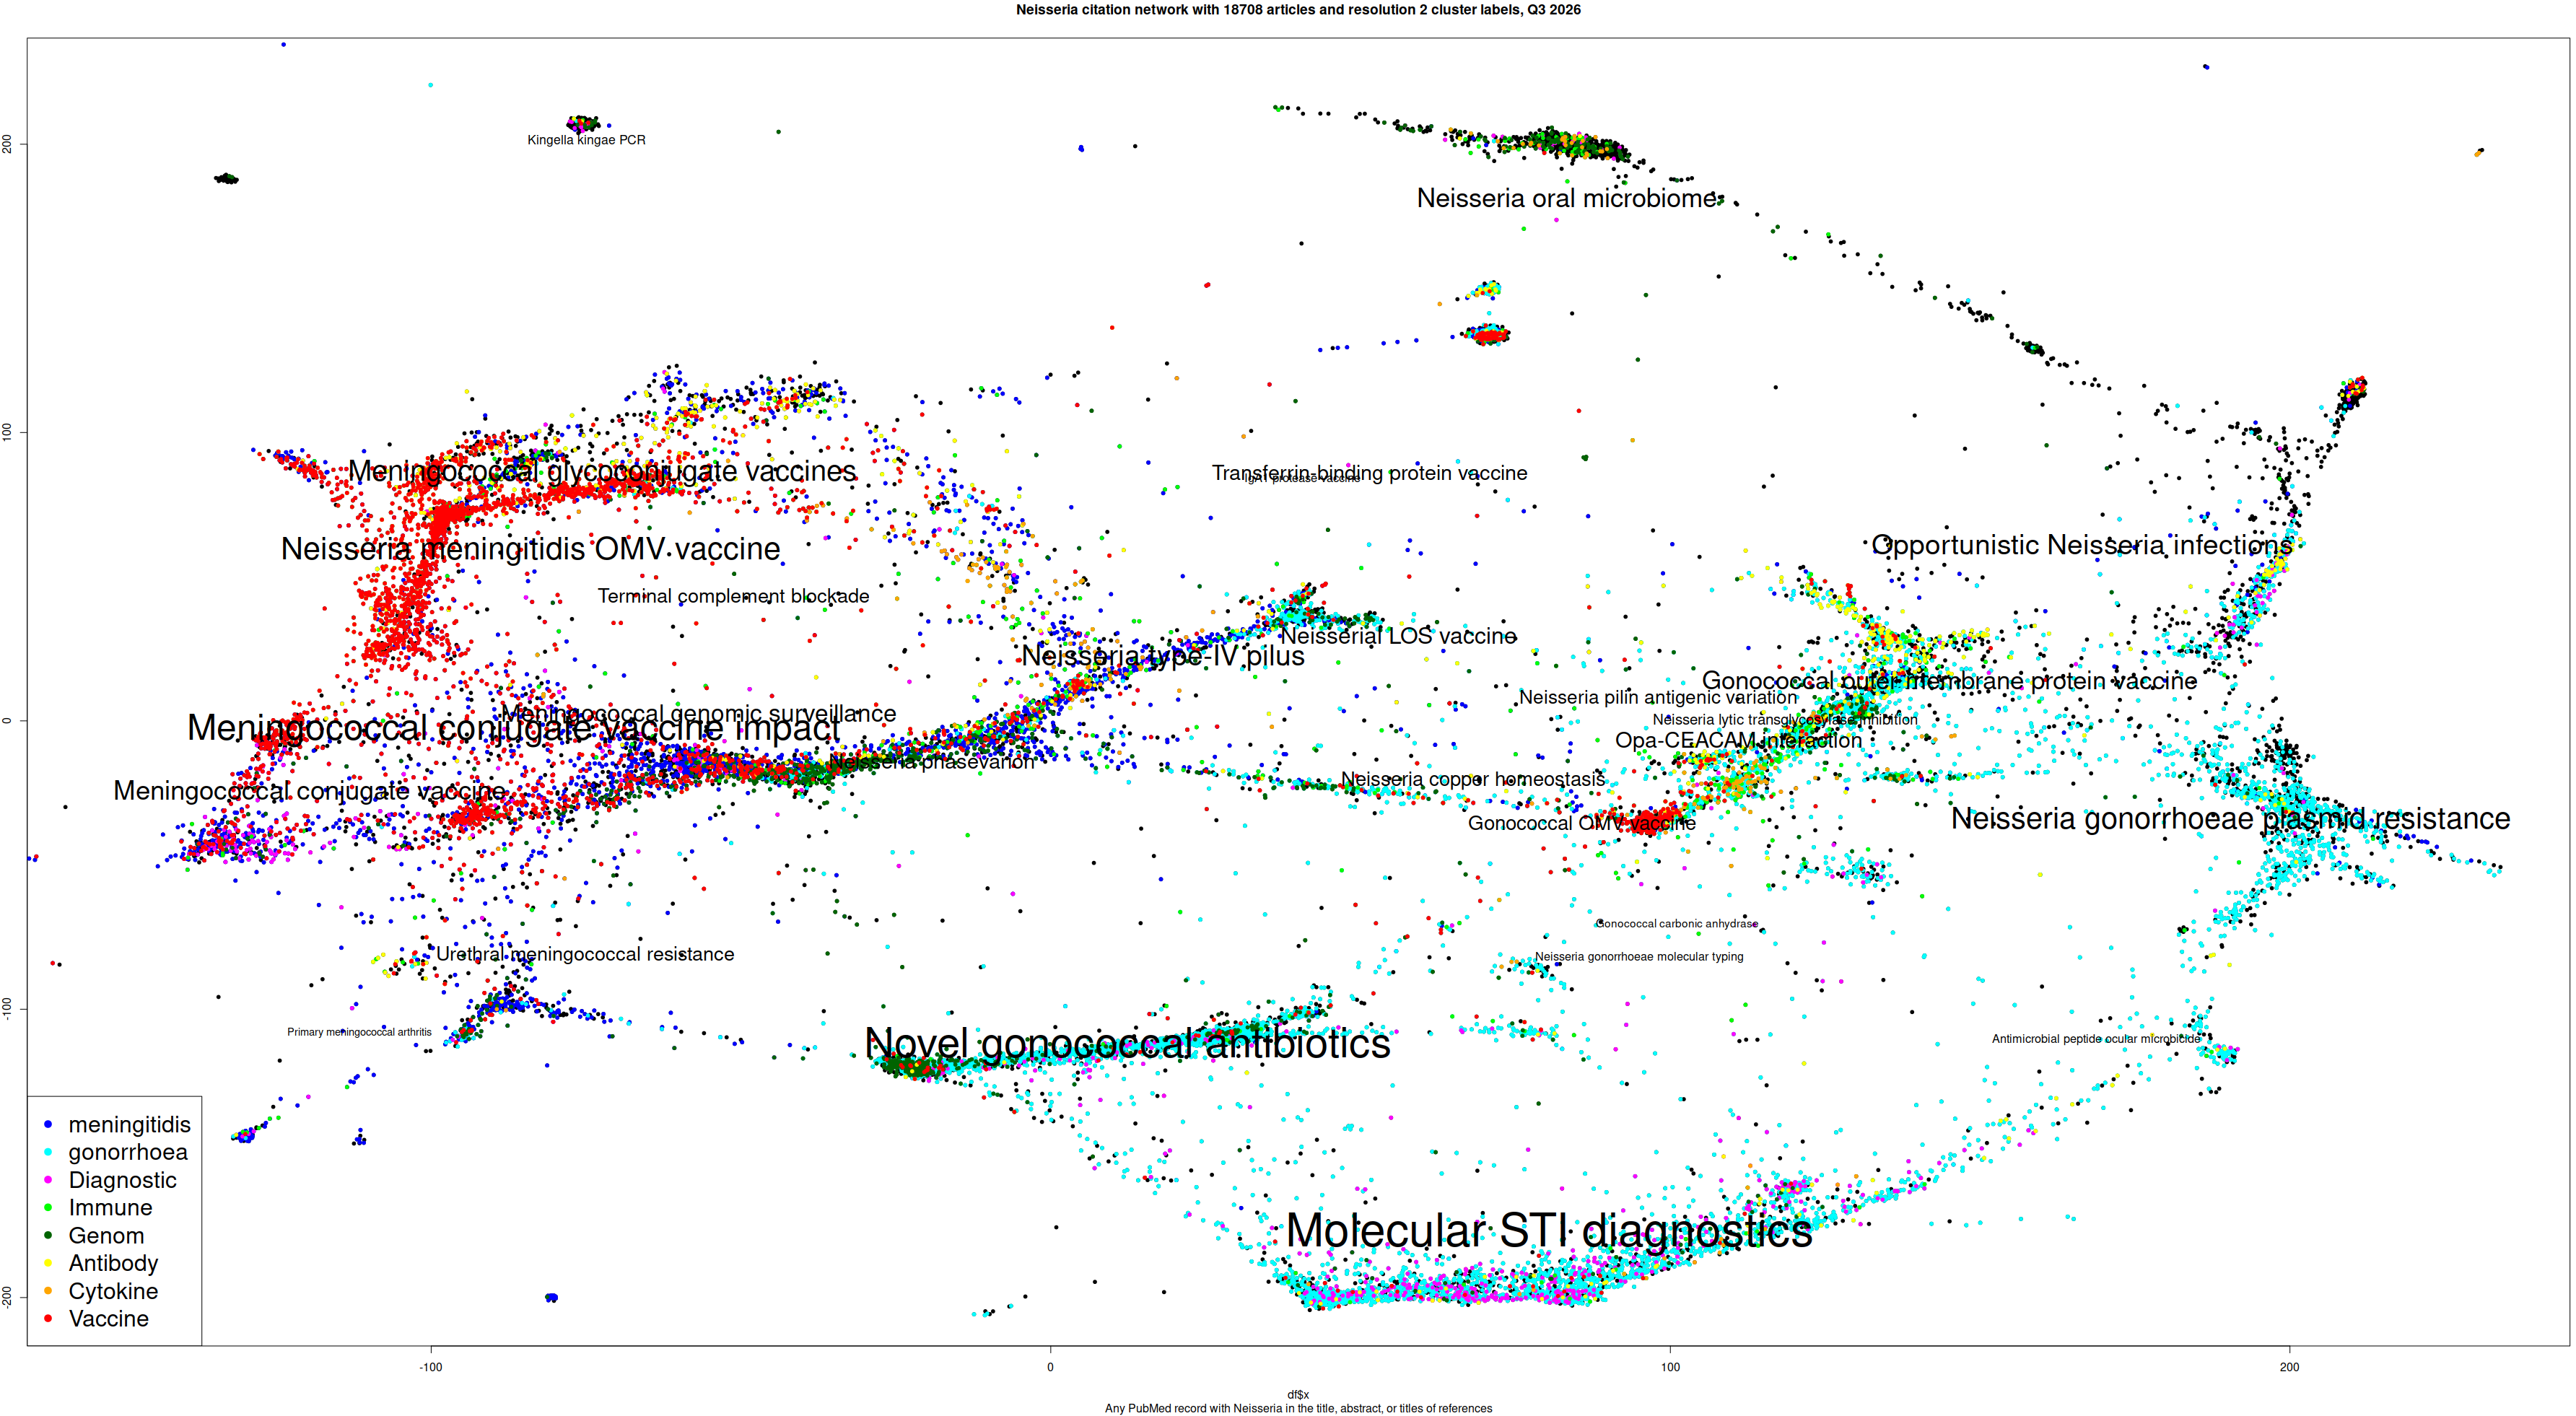 Neisseria citation network with 18708 articles and resolution 2 cluster labels, Q3 2026
Kingella kingae PCR
Neisseria oral microbiome
Meningococcal glycoconjugate vaccines
Transferrin-binding protein vaccine
IgA1 protease vaccine
Neisseria meningitidis OMV vaccine
Opportunistic Neisseria infections
Terminal complement blockade
Neisserial LOS vaccine
Neisseria type-IV pilus
Gonococcal outer membrane protein vaccine
Neisseria pilin antigenic variation
Meningococcal genomic surveillance
Meningococcal conjugate vaccine impact
Neisseria lytic transglycosylase inhibition
Opa-CEACAM interaction
Neisseria phasevarion
Neisseria copper homeostasis
Meningococcal conjugate vaccine
Gonococcal OMV vaccine
Neisseria gonorrhoeae plasmid resistance
Gonococcal carbonic anhydrase
Urethral meningococcal resistance
Neisseria gonorrhoeae molecular typing
Primary meningococcal arthritis
Novel gonococcal antibiotics
Antimicrobial peptide ocular microbicide
Molecular STI diagnostics
meningitidis
gonorrhoea
Diagnostic
Immune
Genom
Antibody
Cytokine
Vaccine
200
100
0
-100
-200
-100
0
100
200
df$x
Any PubMed record with Neisseria in the title, abstract, or titles of references